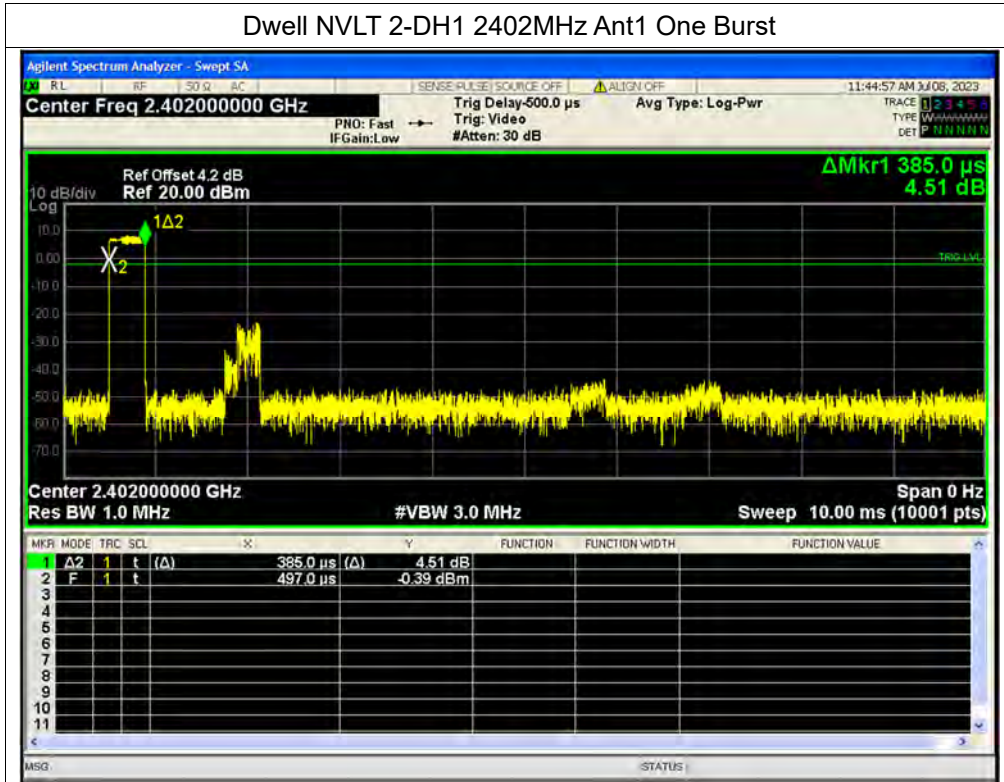 Dwell NVLT 2-DH1 2402MHz Ant1 One Burst
Agilent Spectrum Analyzer - Swept SA
LXI RL RF 50 Ω AC SENSE:PULSE SOURCE OFF ALIGN OFF 11:44:57 AM Jul 08, 2023
Center Freq 2.402000000 GHz Trig Delay-500.0 µs Avg Type: Log-Pwr TRACE 1 2 3 4 5 6
PNO: Fast Trig: Video TYPE W
IFGain:Low #Atten: 30 dB DET P N N N N N
ΔMkr1 385.0 µs
Ref Offset 4.2 dB
10 dB/div Ref 20.00 dBm 4.51 dB
Log
10.0
1Δ2
0.00
2
TRIG LVL
-10.0
-20.0
-30.0
-40.0
-50.0
-60.0
-70.0
Center 2.402000000 GHz Span 0 Hz
Res BW 1.0 MHz #VBW 3.0 MHz Sweep 10.00 ms (10001 pts)
MKR MODE TRC SCL X Y FUNCTION FUNCTION WIDTH FUNCTION VALUE
1 Δ2 1 t (Δ) 385.0 µs (Δ) 4.51 dB
2 F 1 t 497.0 µs -0.39 dBm
3
4
5
6
7
8
9
10
11
MSG STATUS